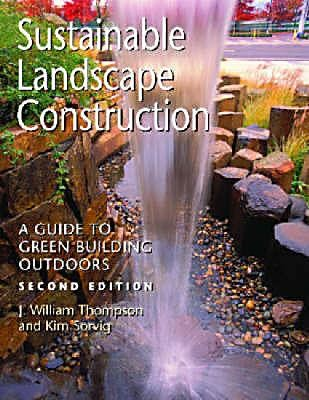 Sustainable
Landscape
Construction
A GUIDE TO
GREEN BUILDING
OUTDOORS
SECOND EDITION
J. William Thompson
and Kim Sorvig